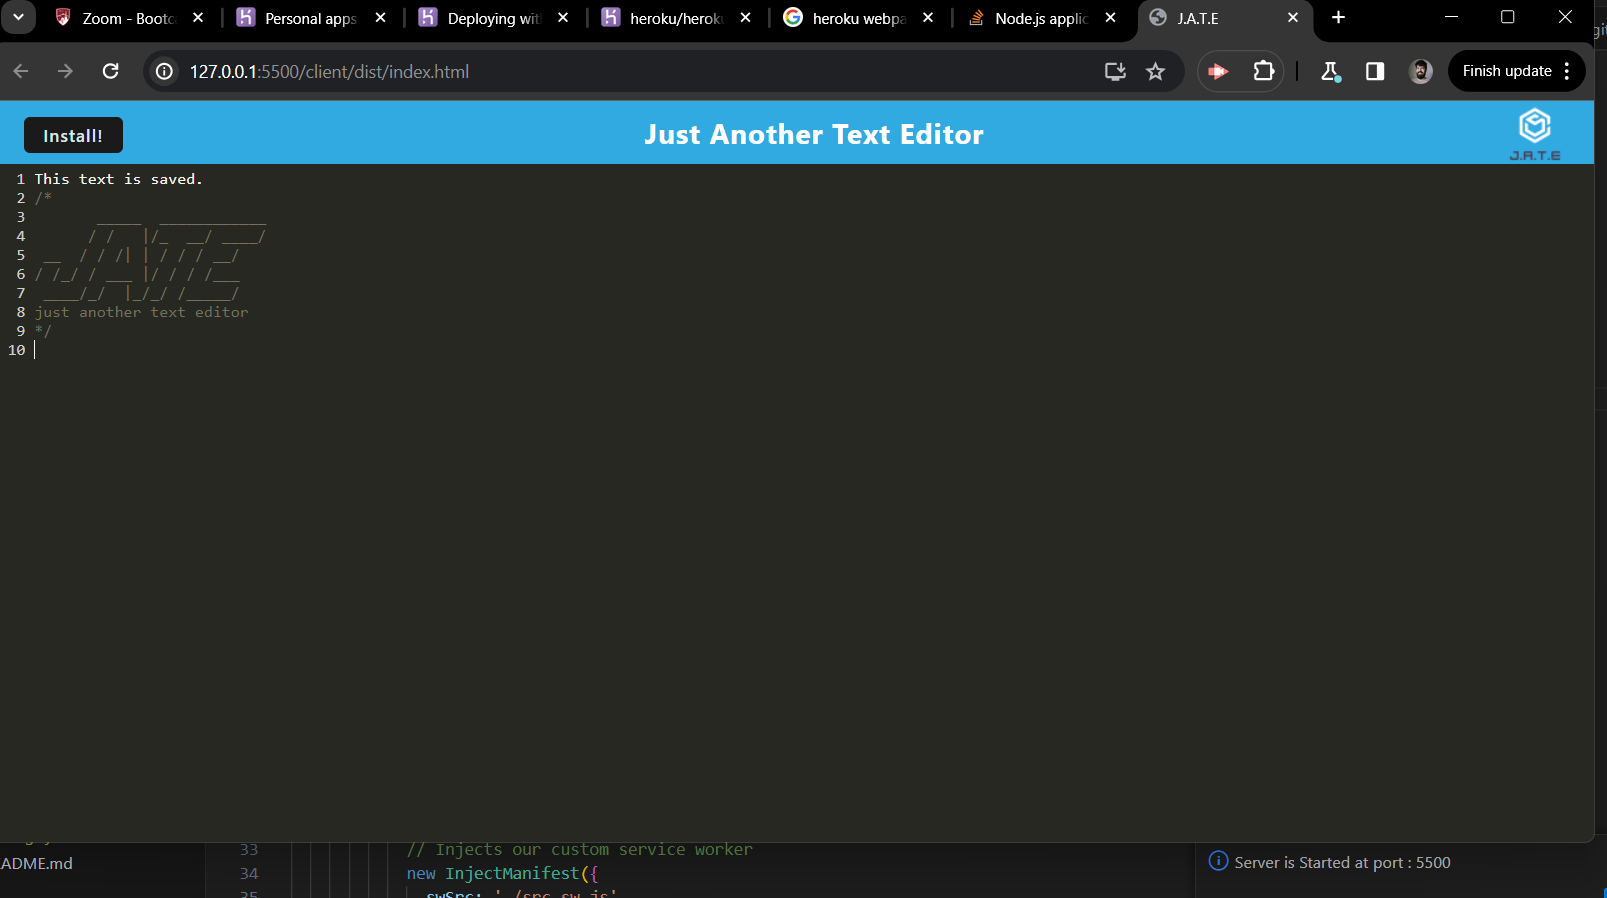 Zoom - Bootc
Personal apps
Deploying wit
heroku/heroku
heroku webpa
Node.js applic
J.A.T.E
127.0.0.1:5500/client/dist/index.html
Finish update
Install!
Just Another Text Editor
J.A.T.E
1 This text is saved.
2 /*
3        _____  ____________
4       / /   |/_  __/ ____/
5  __  / / /| | / / / __/
6 / /_/ / ___ |/ / / /___
7  ____/_/  |_/_/ /_____/
8 just another text editor
9 */
10
ADME.md
33 // Injects our custom service worker
34 new InjectManifest({
35 swSrc: './src-sw.js'
Server is Started at port : 5500